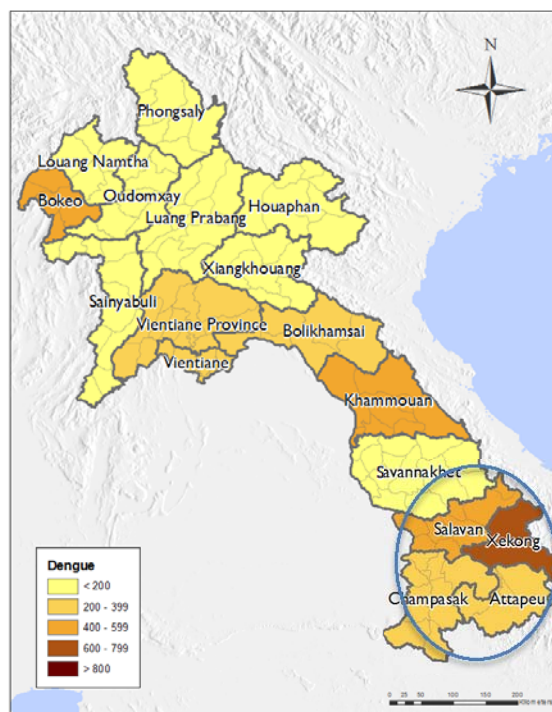 N
Phongsaly
Louang Namtha
Bokeo
Oudomxay
Luang Prabang
Houaphan
Xiangkhouang
Sainyabuli
Vientiane Province
Bolikhamsai
Vientiane
Khammouan
Savannakhet
Salavan
Xekong
Champasak
Attapeu
Dengue
< 200
200 - 399
400 - 599
600 - 799
> 800
0 25 50 100 150 200
Kilometers